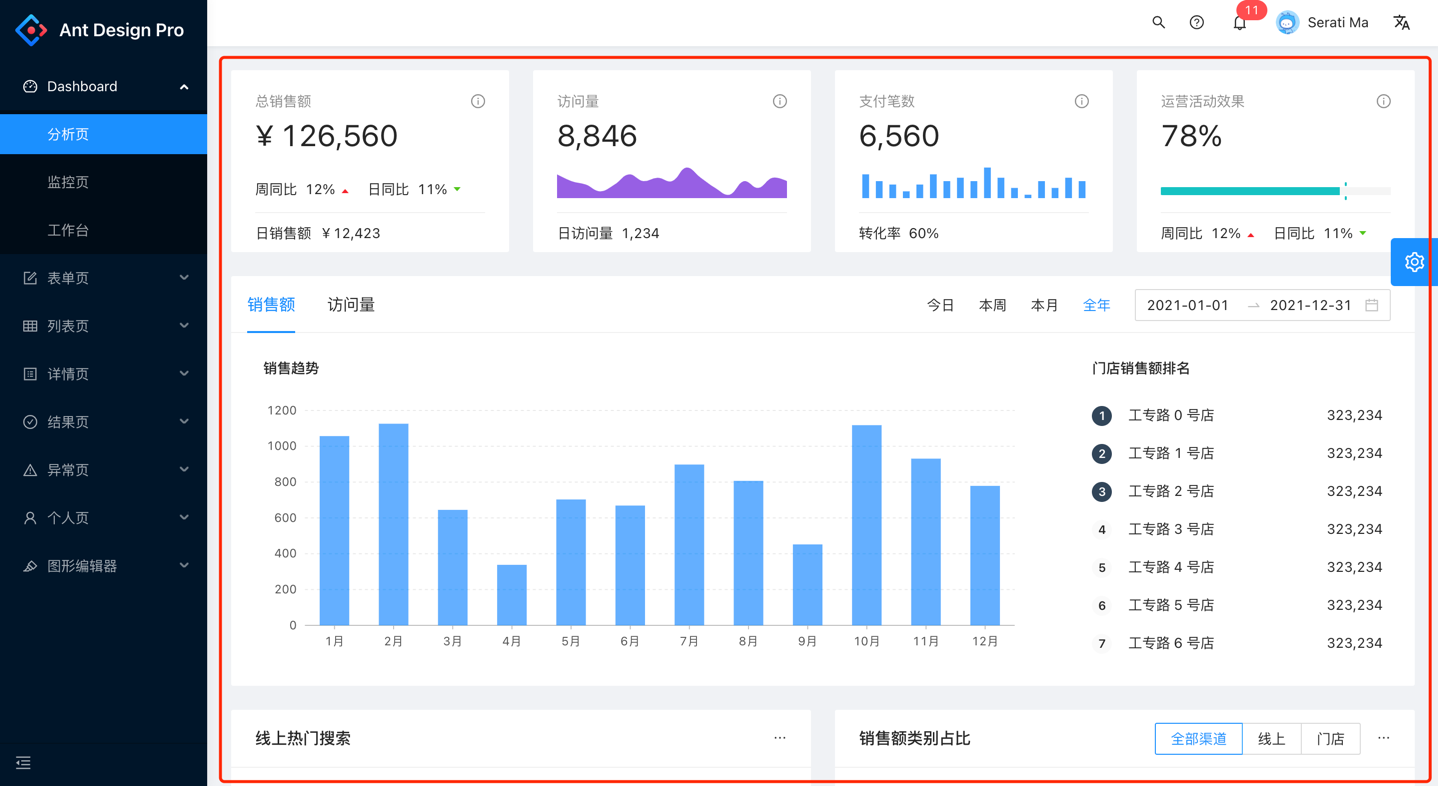 Ant Design Pro
11
Serati Ma
Dashboard
分析页
监控页
工作台
表单页
列表页
详情页
结果页
异常页
个人页
图形编辑器
总销售额
¥ 126,560
周同比 12% 日同比 11%
日销售额 ¥ 12,423
访问量
8,846
日访问量 1,234
支付笔数
6,560
转化率 60%
运营活动效果
78%
周同比 12% 日同比 11%
销售额 访问量
今日 本周 本月 全年 2021-01-01 → 2021-12-31
销售趋势
1200
1000
800
600
400
200
0
1月 2月 3月 4月 5月 6月 7月 8月 9月 10月 11月 12月
门店销售额排名
1 工专路 0 号店 323,234
2 工专路 1 号店 323,234
3 工专路 2 号店 323,234
4 工专路 3 号店 323,234
5 工专路 4 号店 323,234
6 工专路 5 号店 323,234
7 工专路 6 号店 323,234
线上热门搜索 ...
销售额类别占比 全部渠道 线上 门店 ...